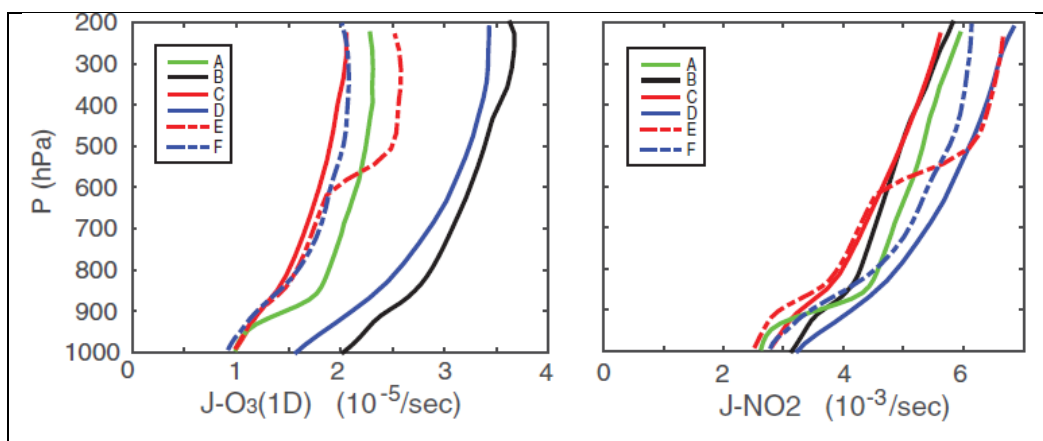 200
300
400
500
600
700
800
900
1000
P (hPa)
A
B
C
D
E
F
0
1
2
3
4
J-O3(1D) (10-5/sec)
A
B
C
D
E
F
0
2
4
6
J-NO2 (10-3/sec)